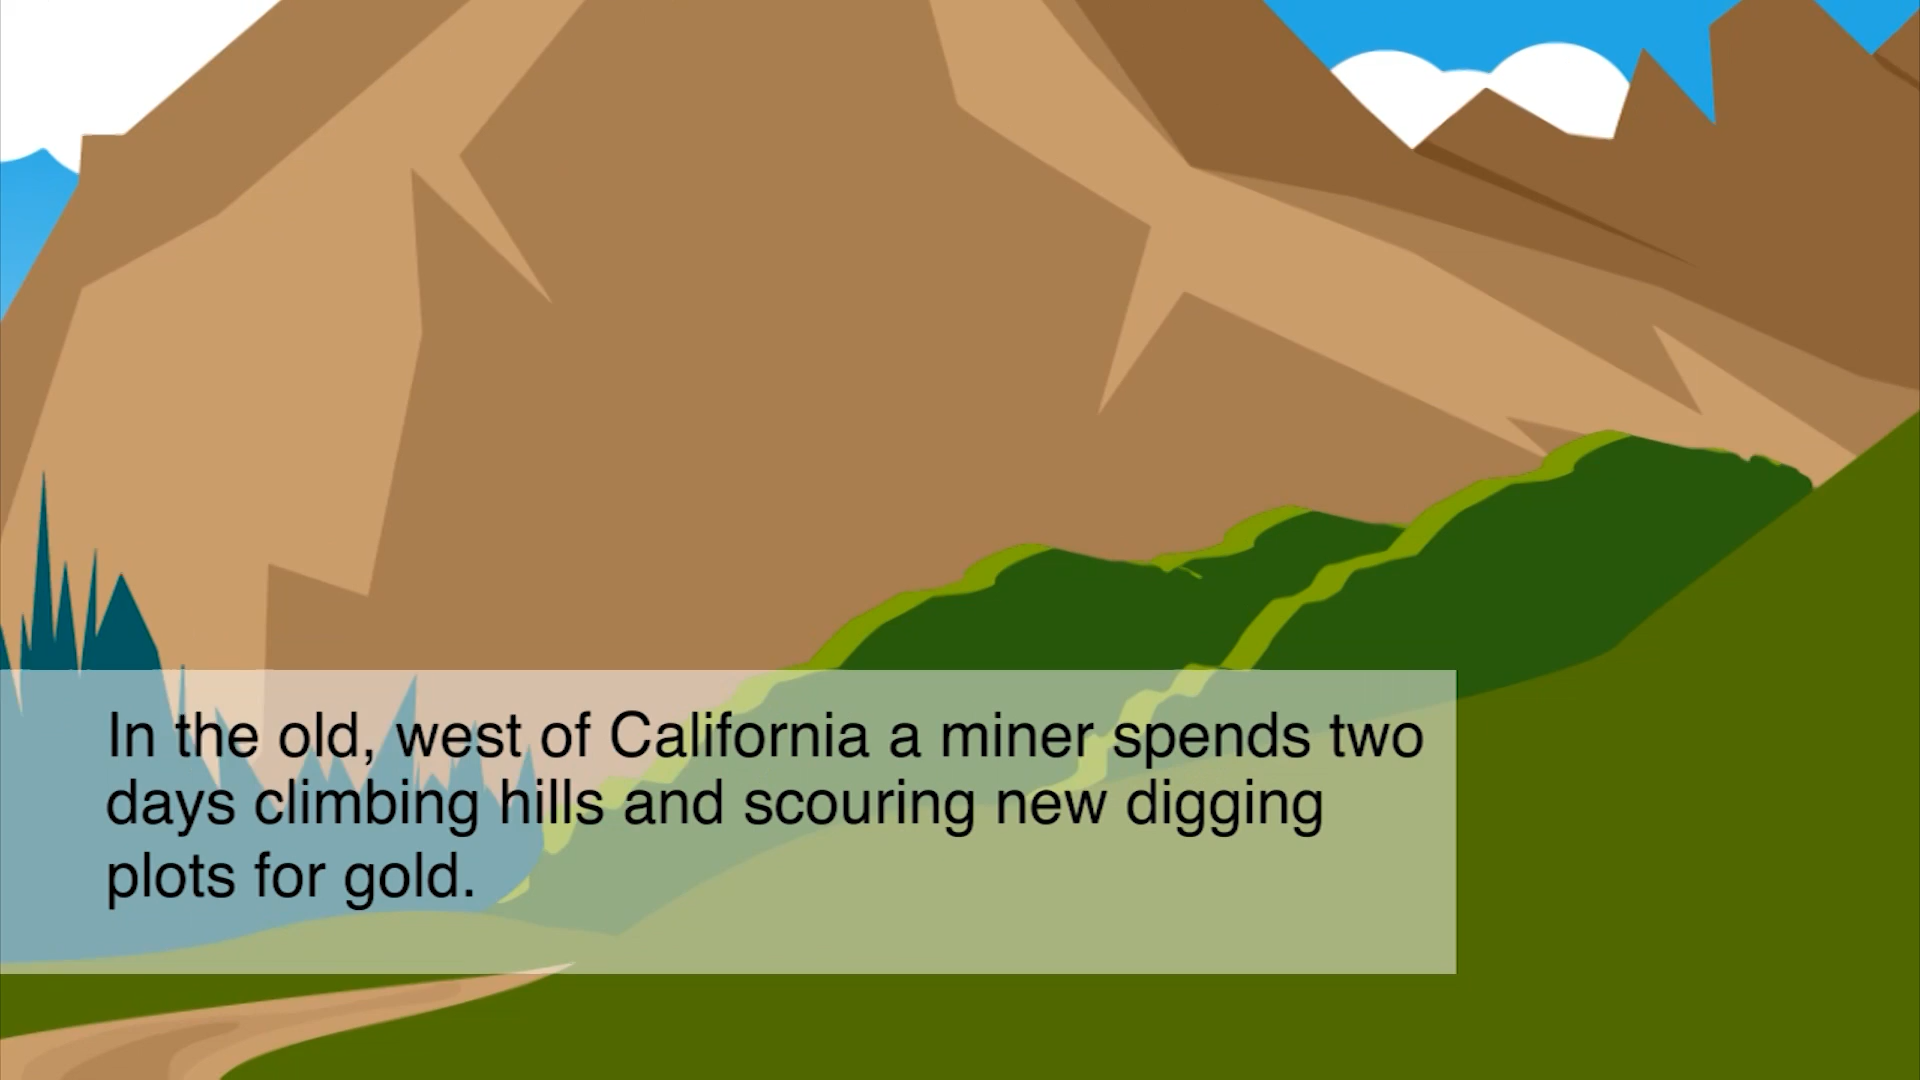 In the old, west of California a miner spends two
days climbing hills and scouring new digging
plots for gold.